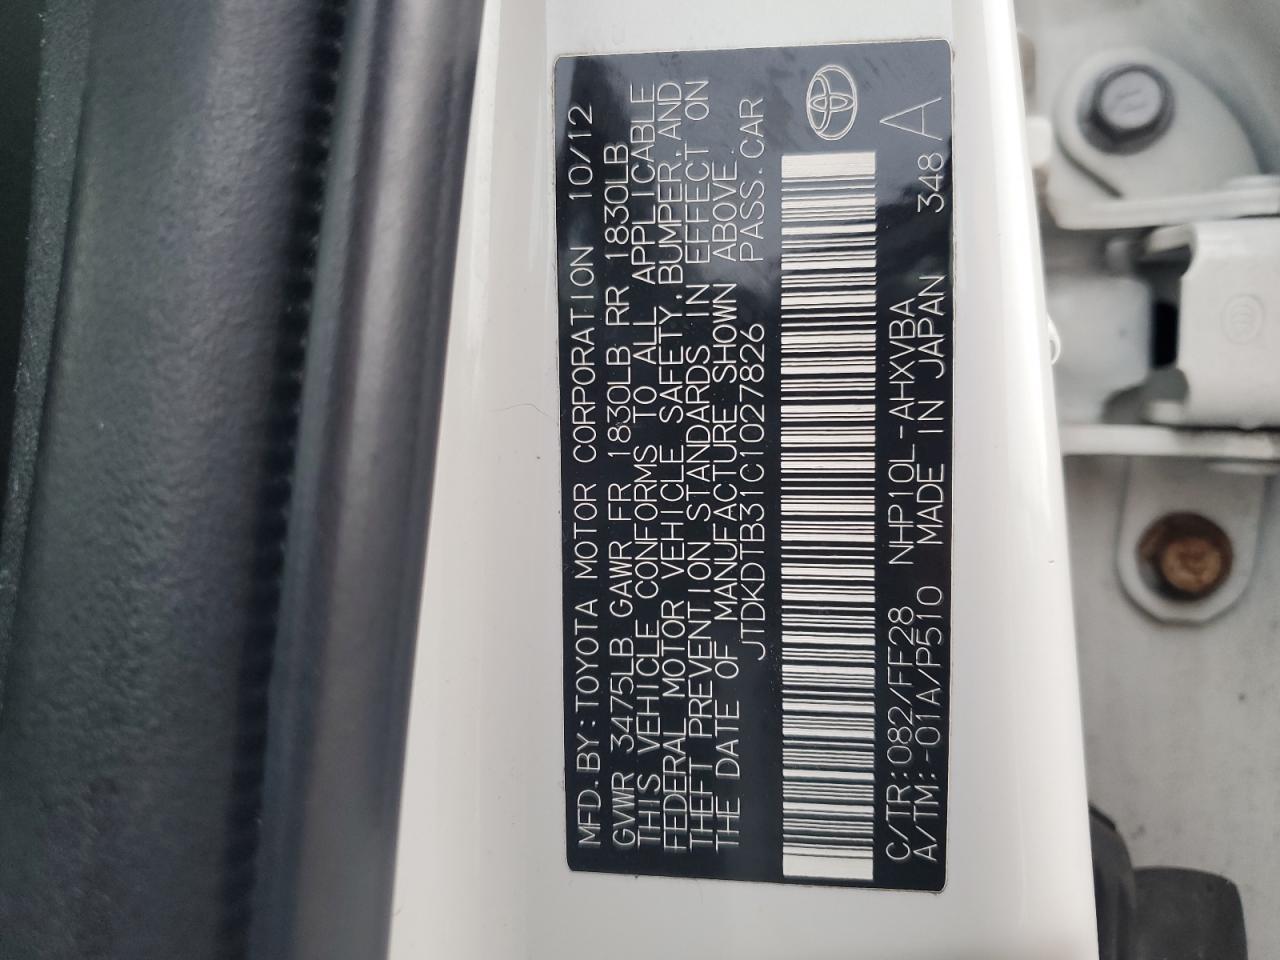 MFD.BY:TOYOTA MOTOR CORPORATION 10/12
GVWR 3475LB GAWR FR 1830LB RR 1830LB
THIS VEHICLE CONFORMS TO ALL APPLICABLE
FEDERAL MOTOR VEHICLE SAFETY,BUMPER,AND
THEFT PREVENTION STANDARDS IN EFFECT ON
THE DATE OF MANUFACTURE SHOWN ABOVE.
JTDKDTB31C1027826 PASS.CAR
C/TR:082/FF28 NHP10L-AHXVBA 348 A
A/TM:-01A/P510 MADE IN JAPAN